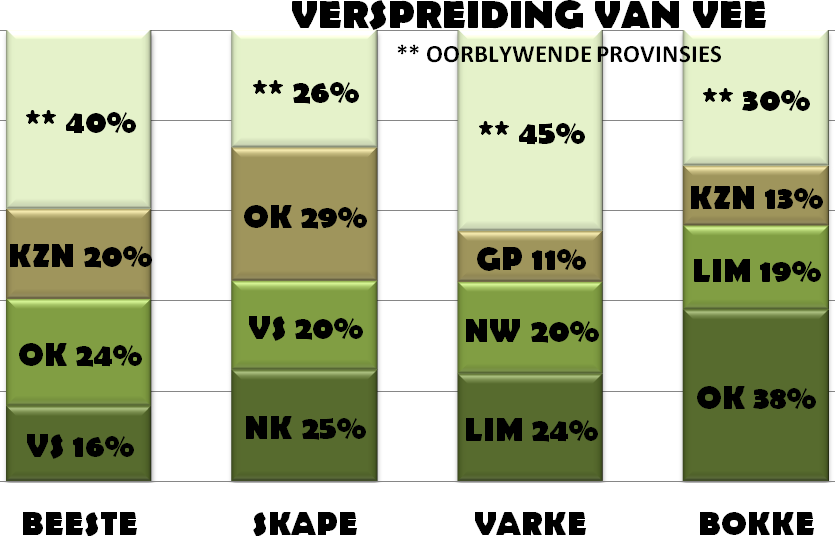 VERSPREIDING VAN VEE
** OORBLYWENDE PROVINSIES
** 40%
KZN 20%
OK 24%
VS 16%
BEESTE
** 26%
OK 29%
VS 20%
NK 25%
SKAPE
** 45%
GP 11%
NW 20%
LIM 24%
VARKE
** 30%
KZN 13%
LIM 19%
OK 38%
BOKKE